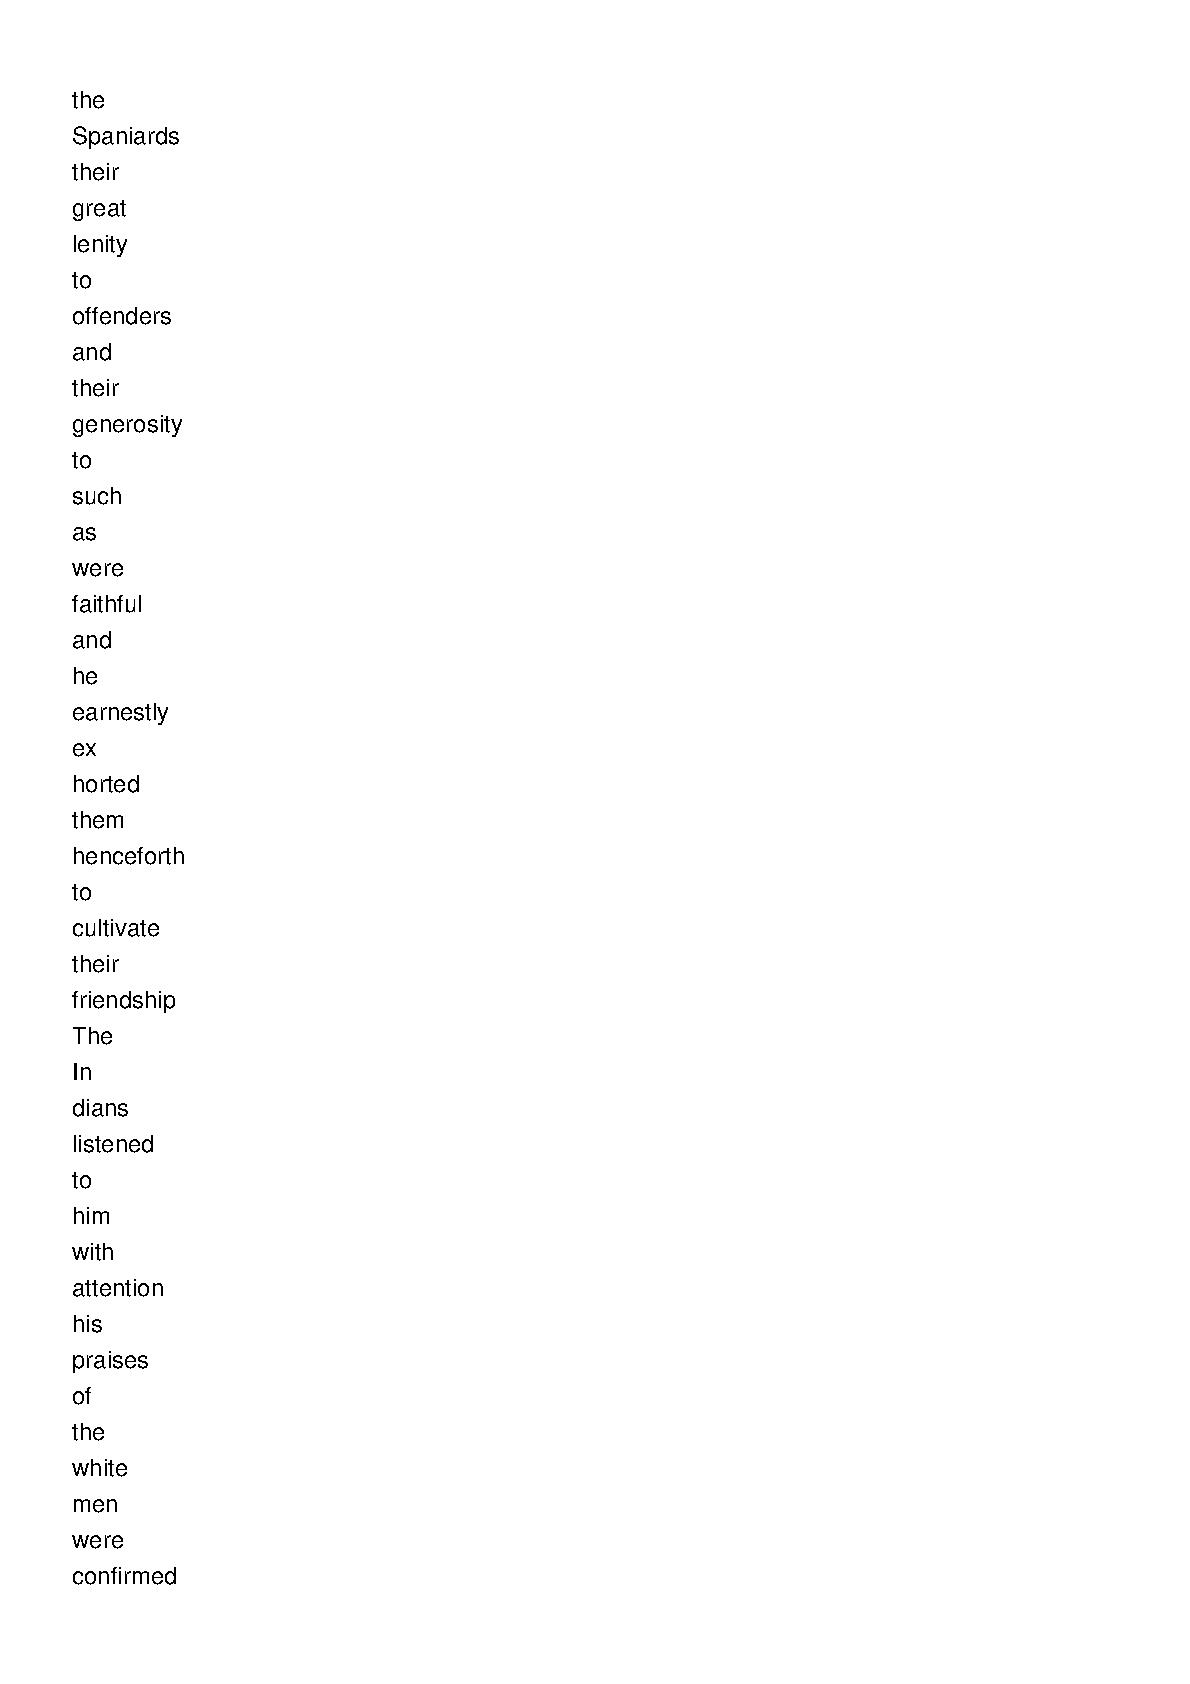 the
Spaniards
their
great
lenity
to
offenders
and
their
generosity
to
such
as
were
faithful
and
he
earnestly
ex
horted
them
henceforth
to
cultivate
their
friendship
The
In
dians
listened
to
him
with
attention
his
praises
of
the
white
men
were
confirmed